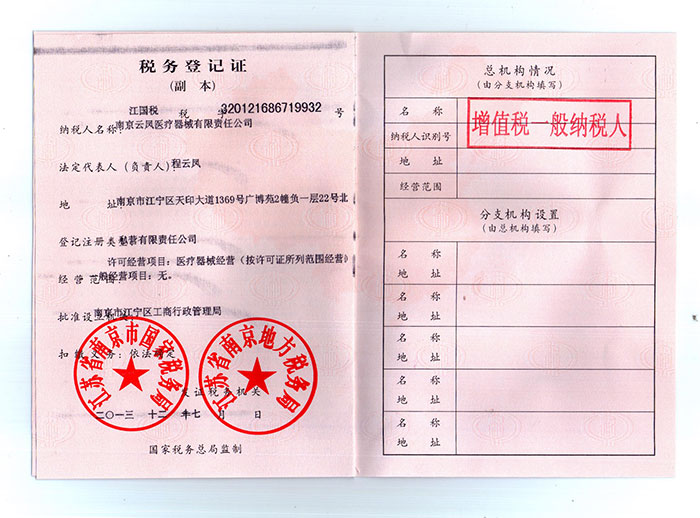 税务登记证
(副 本)
江国税 税 字 320121686719932 号
纳税人名称:南京云凤医疗器械有限责任公司
法定代表人(负责人):程云凤
地 址:南京市江宁区天印大道1369号广博苑2幢负一层22号北
登记注册类型:私营有限责任公司
许可经营项目:医疗器械经营(按许可证所列范围经营)
经营范围:一般经营项目:无。
批准设立机关:南京市江宁区工商行政管理局
扣缴义务:依法确定
江苏省南京市国家税务局
江苏省南京地方税务局
发证税务机关
二〇一三 年 十二 月 七 日
国家税务总局监制
总机构情况
(由分支机构填写)
名 称
纳税人识别号
地 址
经营范围
增值税一般纳税人
分支机构设置
(由总机构填写)
名 称
地 址
名 称
地 址
名 称
地 址
名 称
地 址
名 称
地 址